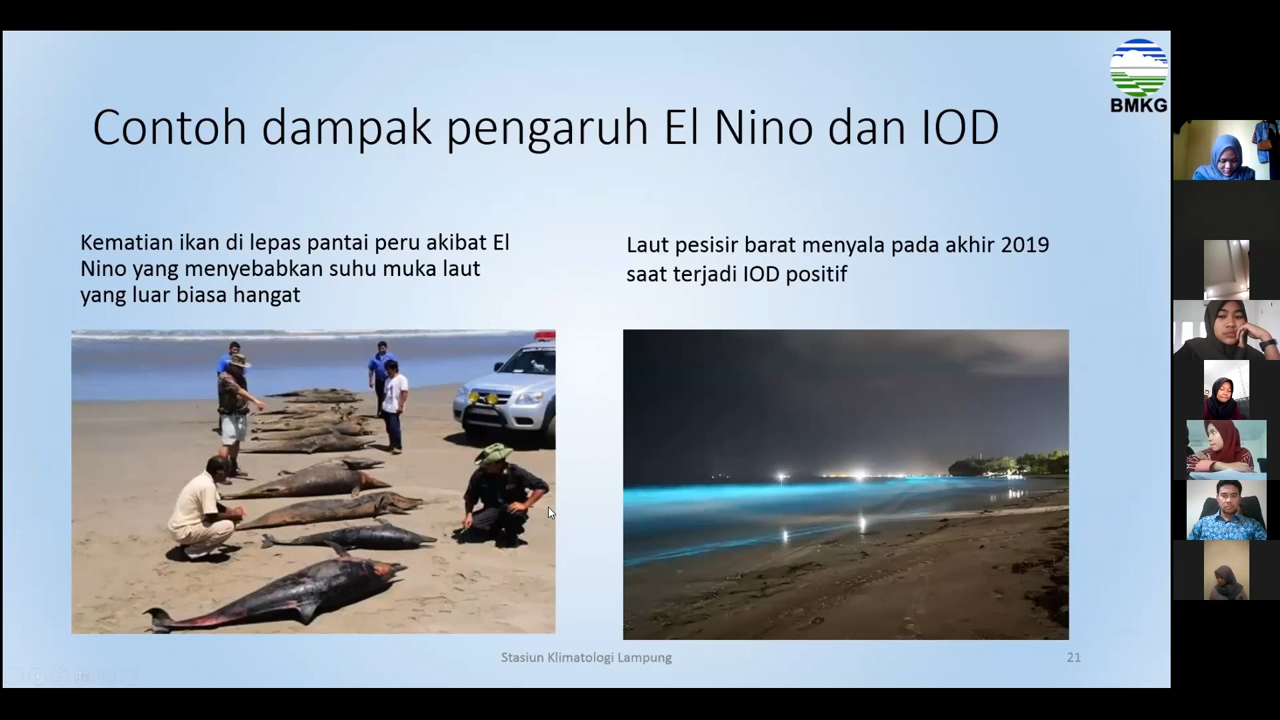 BMKG
Contoh dampak pengaruh El Nino dan IOD
Kematian ikan di lepas pantai peru akibat El
Nino yang menyebabkan suhu muka laut
yang luar biasa hangat
Laut pesisir barat menyala pada akhir 2019
saat terjadi IOD positif
Stasiun Klimatologi Lampung
21